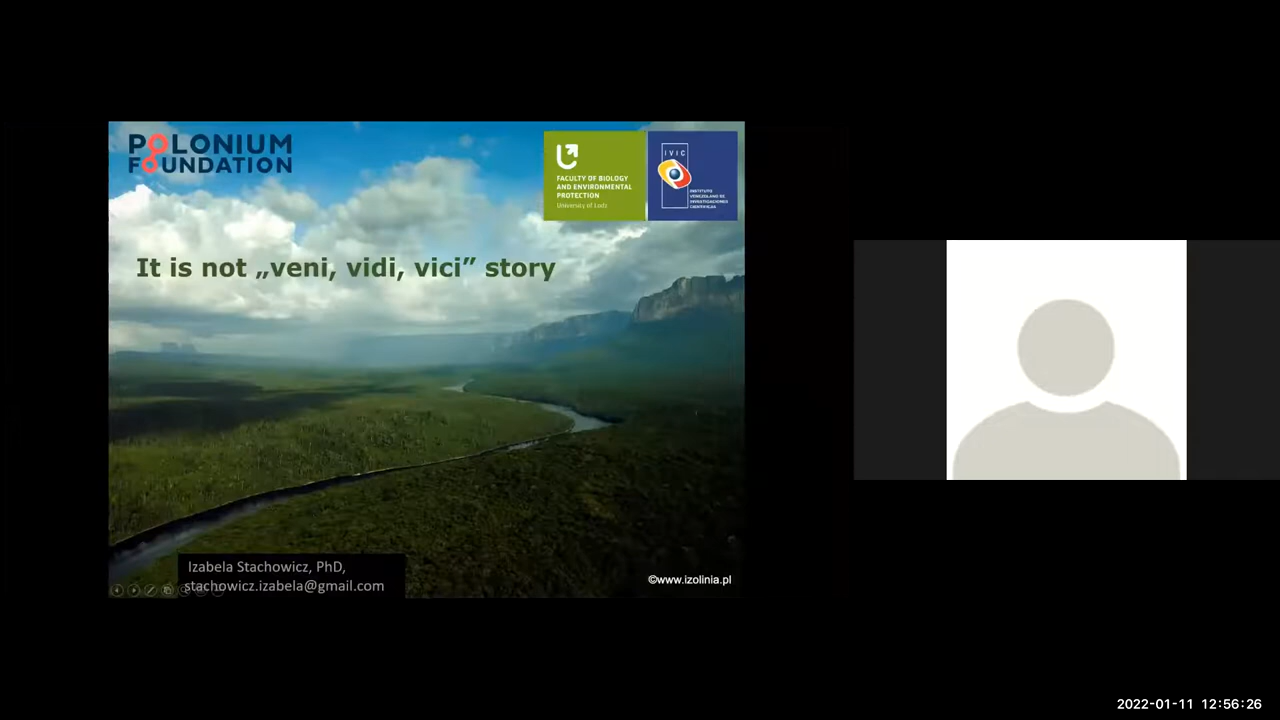 POLONIUM
FOUNDATION
FACULTY OF BIOLOGY
AND ENVIRONMENTAL
PROTECTION
University of Lodz
IVIC
INSTITUTO
VENEZOLANO DE
INVESTIGACIONES
CIENTÍFICAS
It is not „veni, vidi, vici” story
Izabela Stachowicz, PhD,
stachowicz.izabela@gmail.com
©www.izolinia.pl
2022-01-11 12:56:26